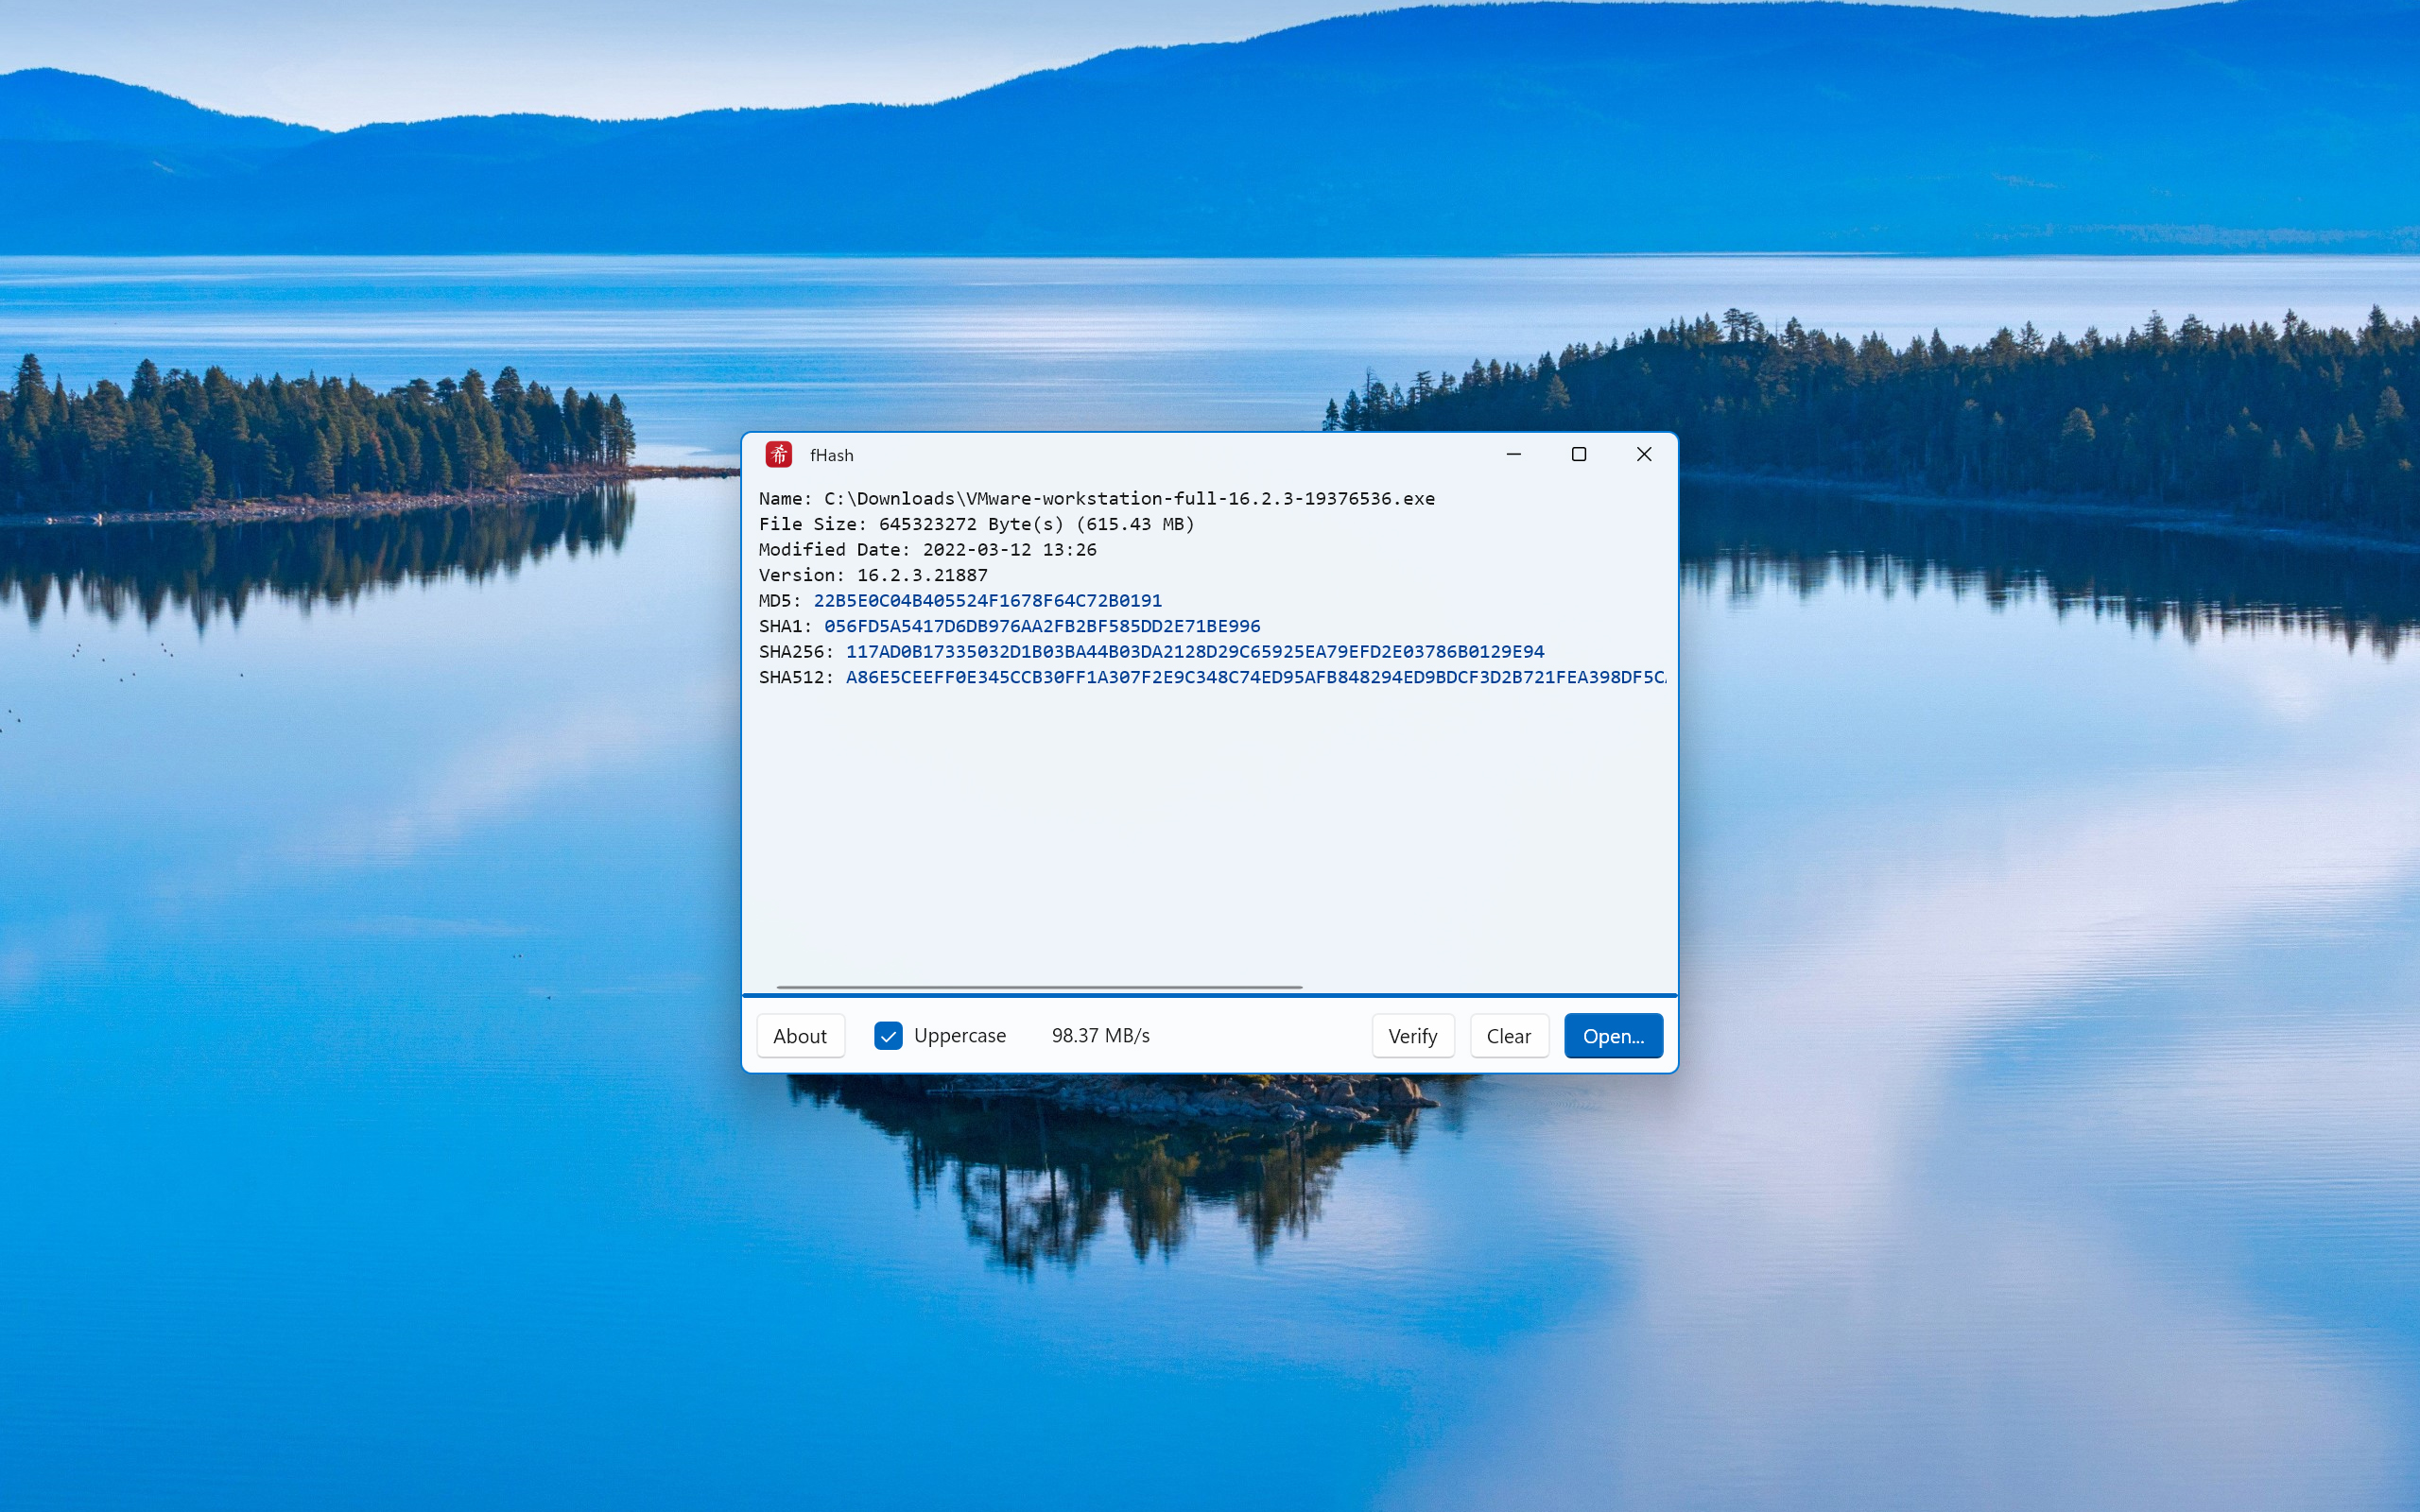 希 fHash
Name: C:\Downloads\VMware-workstation-full-16.2.3-19376536.exe
File Size: 645323272 Byte(s) (615.43 MB)
Modified Date: 2022-03-12 13:26
Version: 16.2.3.21887
MD5: 22B5E0C04B405524F1678F64C72B0191
SHA1: 056FD5A5417D6DB976AA2FB2BF585DD2E71BE996
SHA256: 117AD0B17335032D1B03BA44B03DA2128D29C65925EA79EFD2E03786B0129E94
SHA512: A86E5CEEFF0E345CCB30FF1A307F2E9C348C74ED95AFB848294ED9BDCF3D2B721FEA398DF5C
About Uppercase 98.37 MB/s Verify Clear Open...